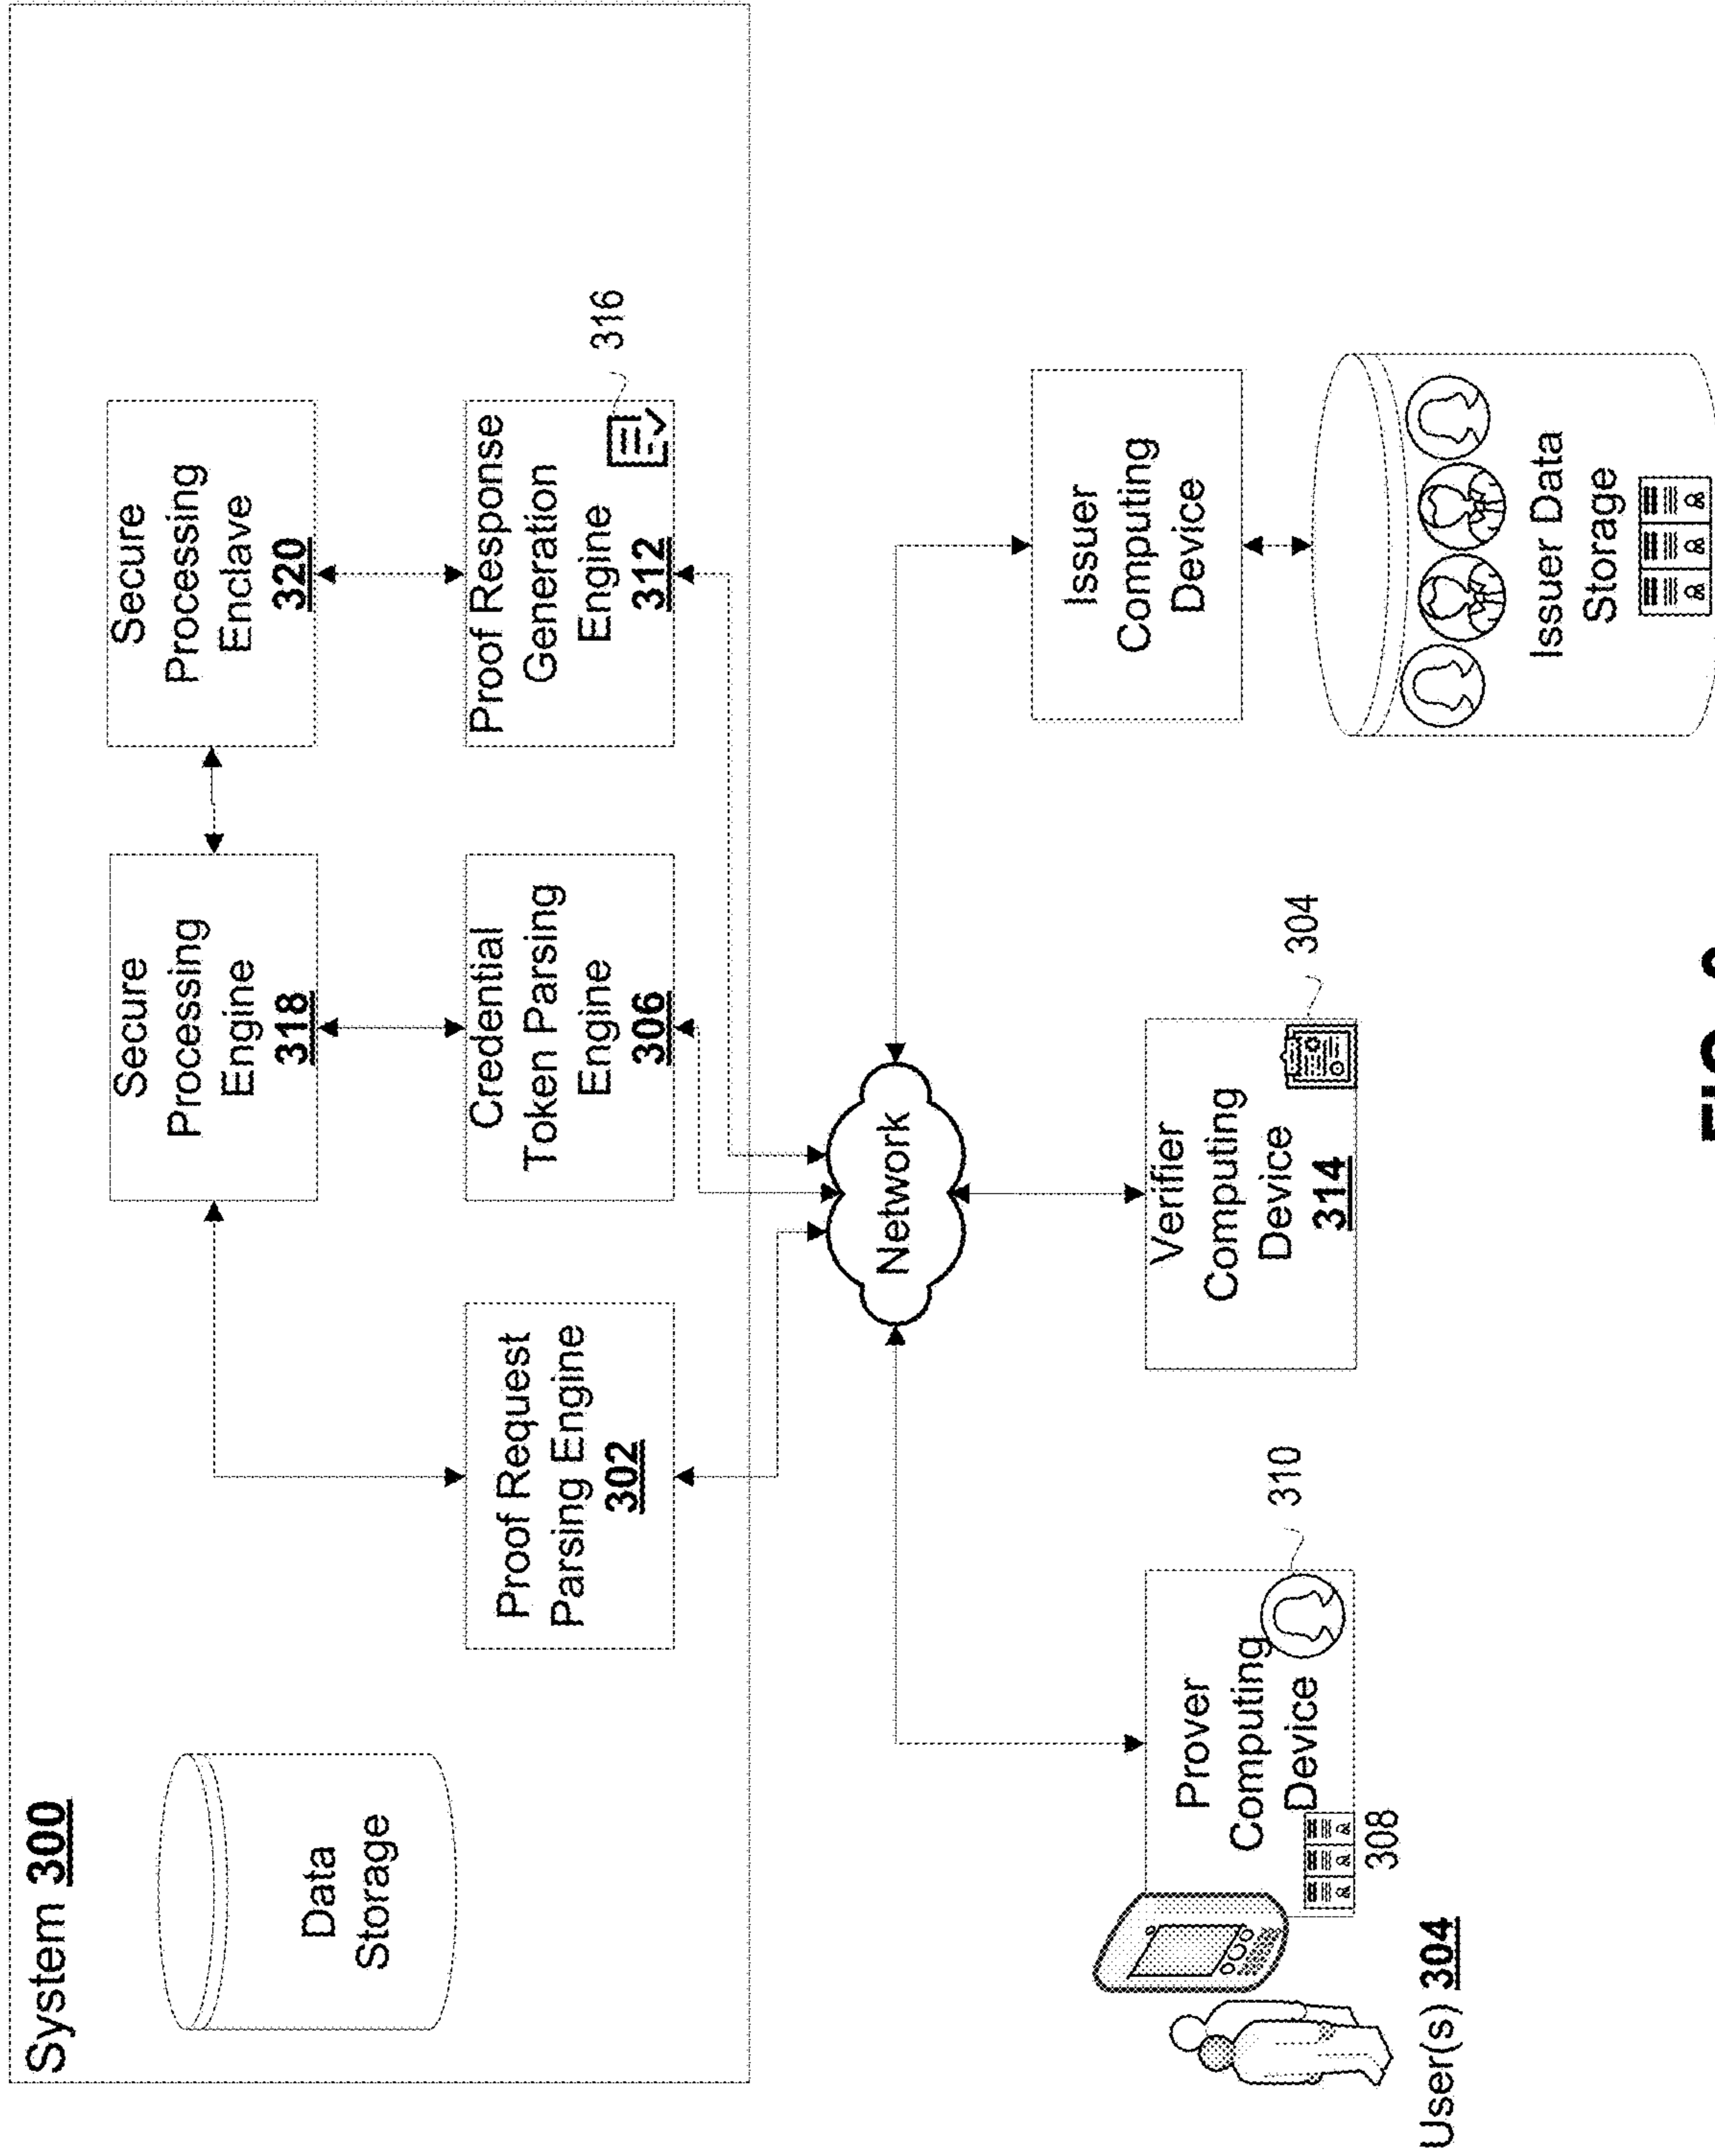 System 300
Data
Storage
Proof Request
Parsing Engine
302
Secure
Processing
Engine
318
Credential
Token Parsing
Engine
306
Secure
Processing
Enclave
320
Proof Response
Generation
Engine
312
316
Network
Prover
Computing
Device
310
308
User(s) 304
Verifier
Computing
Device
314
304
Issuer
Computing
Device
Issuer Data
Storage